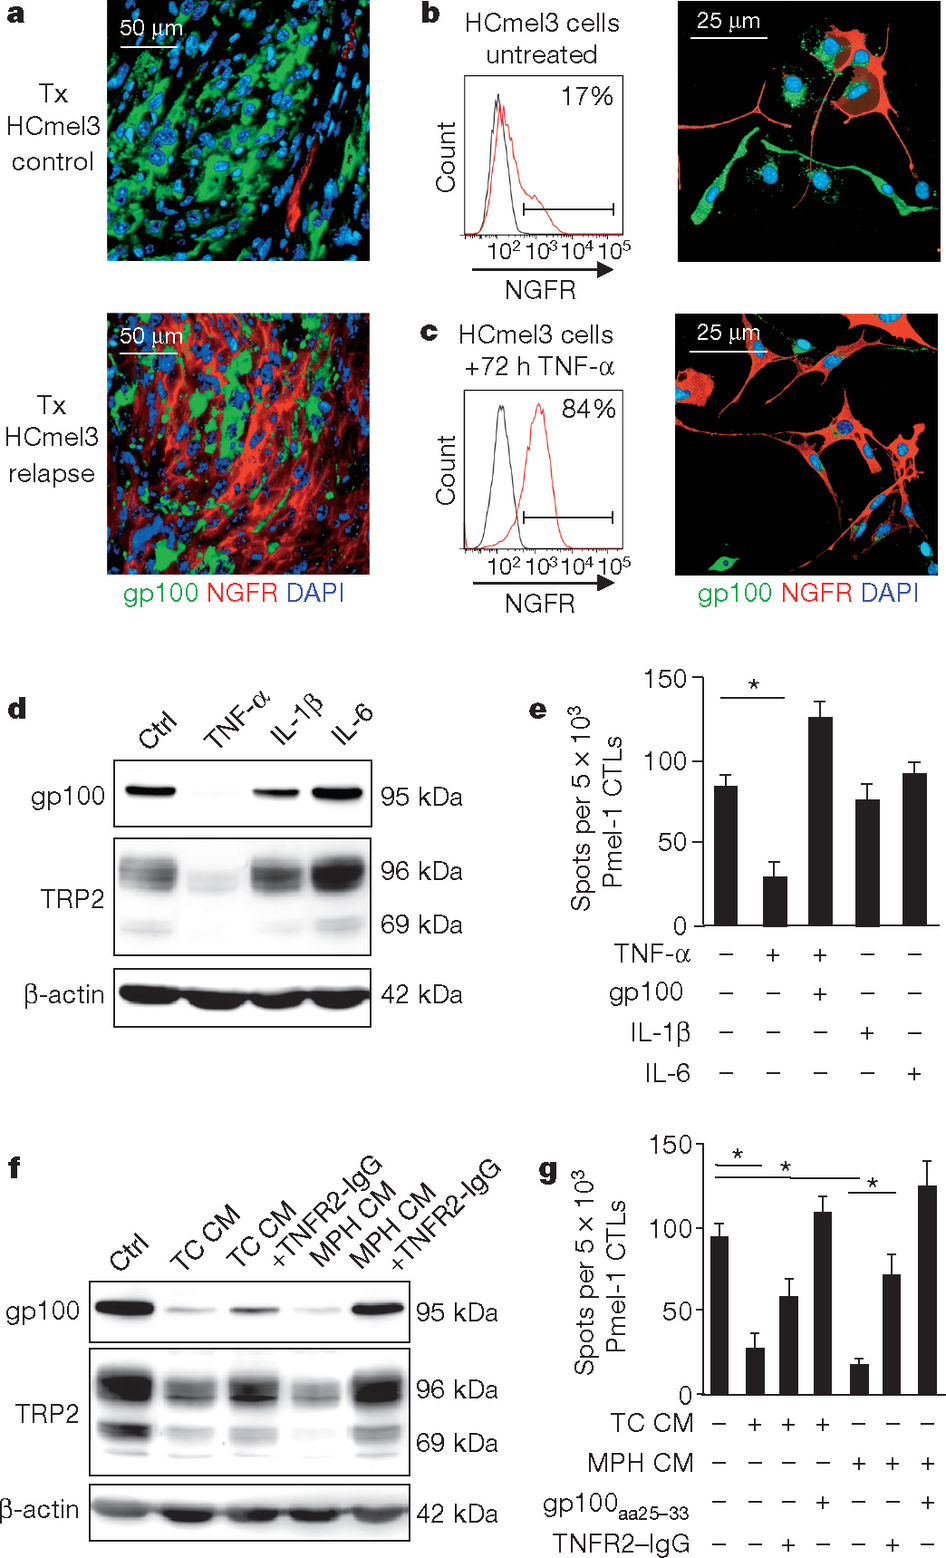 a
50 µm
Tx
HCmel3
control
50 µm
Tx
HCmel3
relapse
gp100 NGFR DAPI
b
HCmel3 cells
untreated
17%
Count
10² 10³ 10⁴ 10⁵
NGFR
25 µm
c
HCmel3 cells
+72 h TNF-α
84%
Count
10² 10³ 10⁴ 10⁵
NGFR
25 µm
gp100 NGFR DAPI
d
Ctrl
TNF-α
IL-1β
IL-6
gp100
95 kDa
TRP2
96 kDa
69 kDa
β-actin
42 kDa
e
Spots per 5 × 10³
Pmel-1 CTLs
150
100
50
0
*
TNF-α – + + – –
gp100 – – + – –
IL-1β – – – + –
IL-6 – – – – +
f
Ctrl
TC CM
TC CM
+TNFR2-IgG
MPH CM
MPH CM
+TNFR2-IgG
gp100
95 kDa
TRP2
96 kDa
69 kDa
β-actin
42 kDa
g
Spots per 5 × 10³
Pmel-1 CTLs
150
100
50
0
*
*
*
TC CM – + + + – – –
MPH CM – – – – + + +
gp100aa25–33 – – – + – – +
TNFR2–IgG – – + – – + –